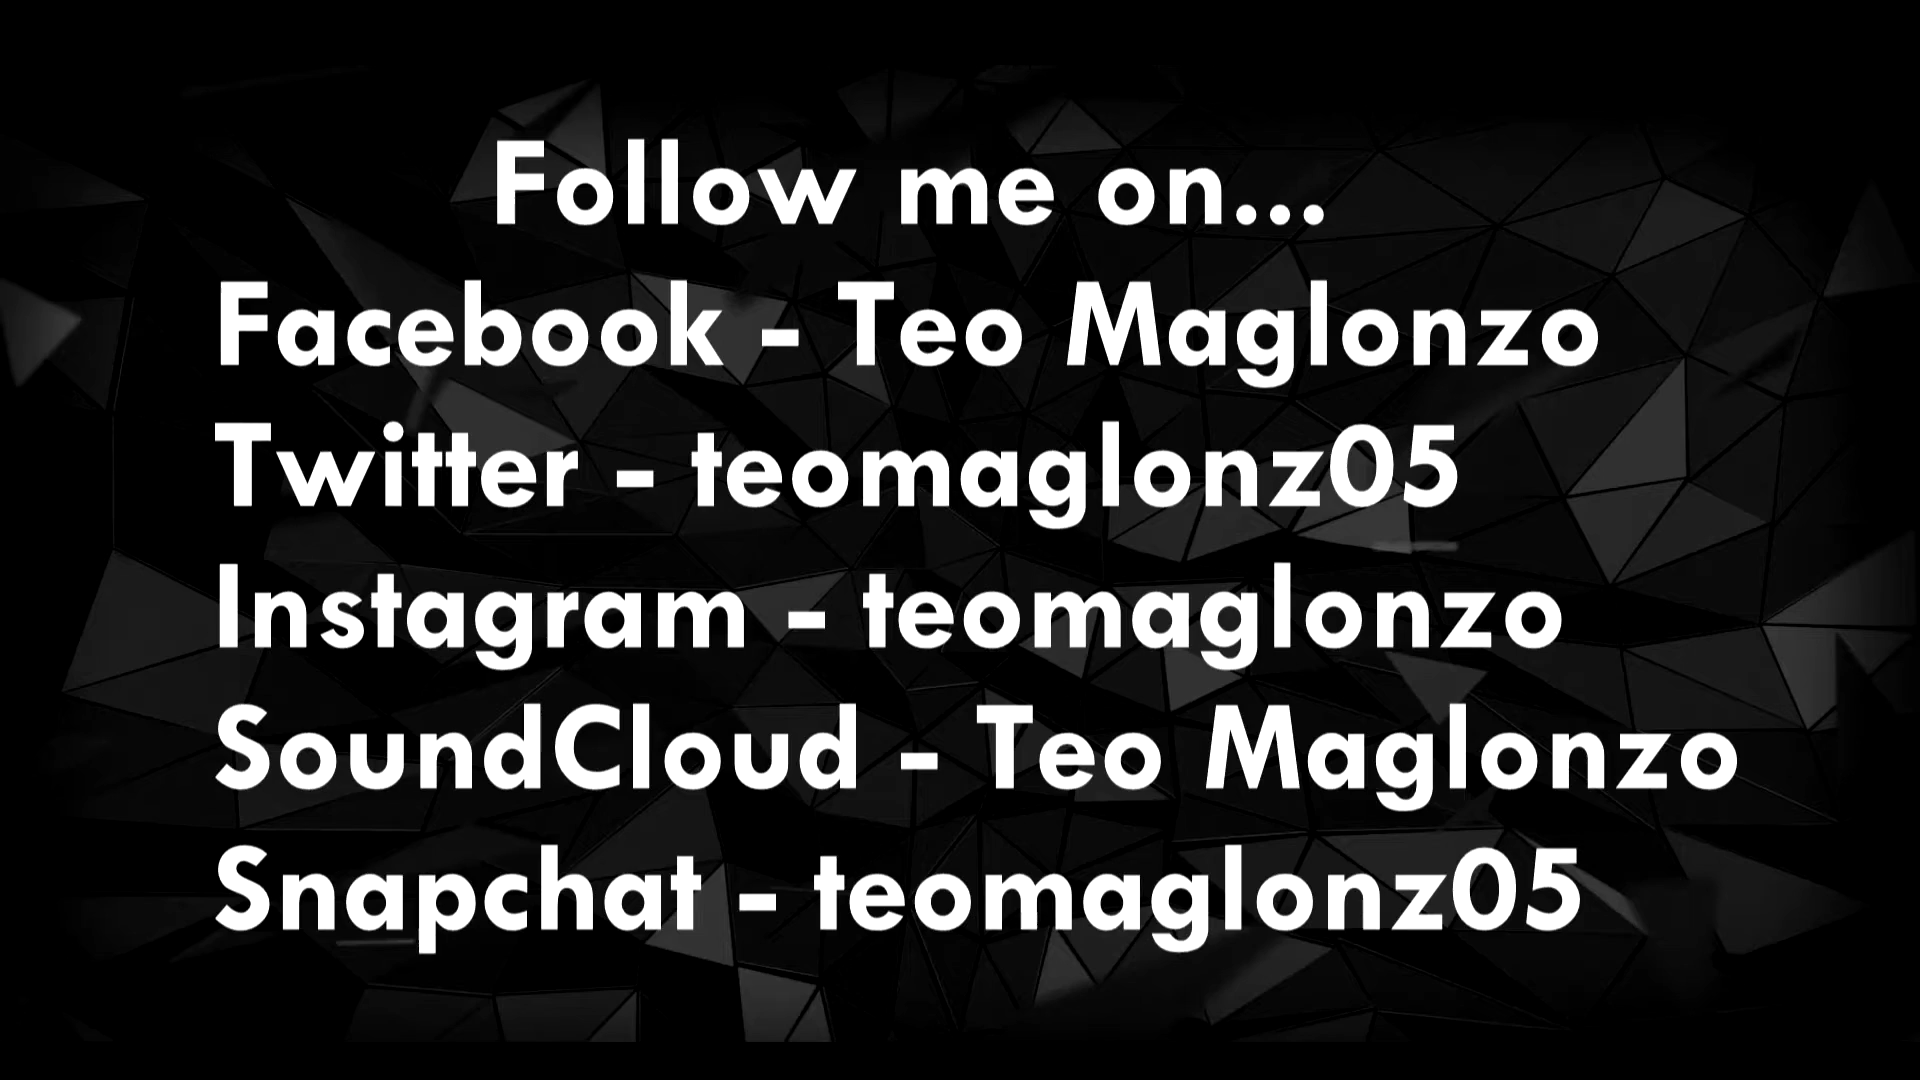 Follow me on...
Facebook - Teo Maglonzo
Twitter - teomaglonz05
Instagram - teomaglonzo
SoundCloud - Teo Maglonzo
Snapchat - teomaglonz05